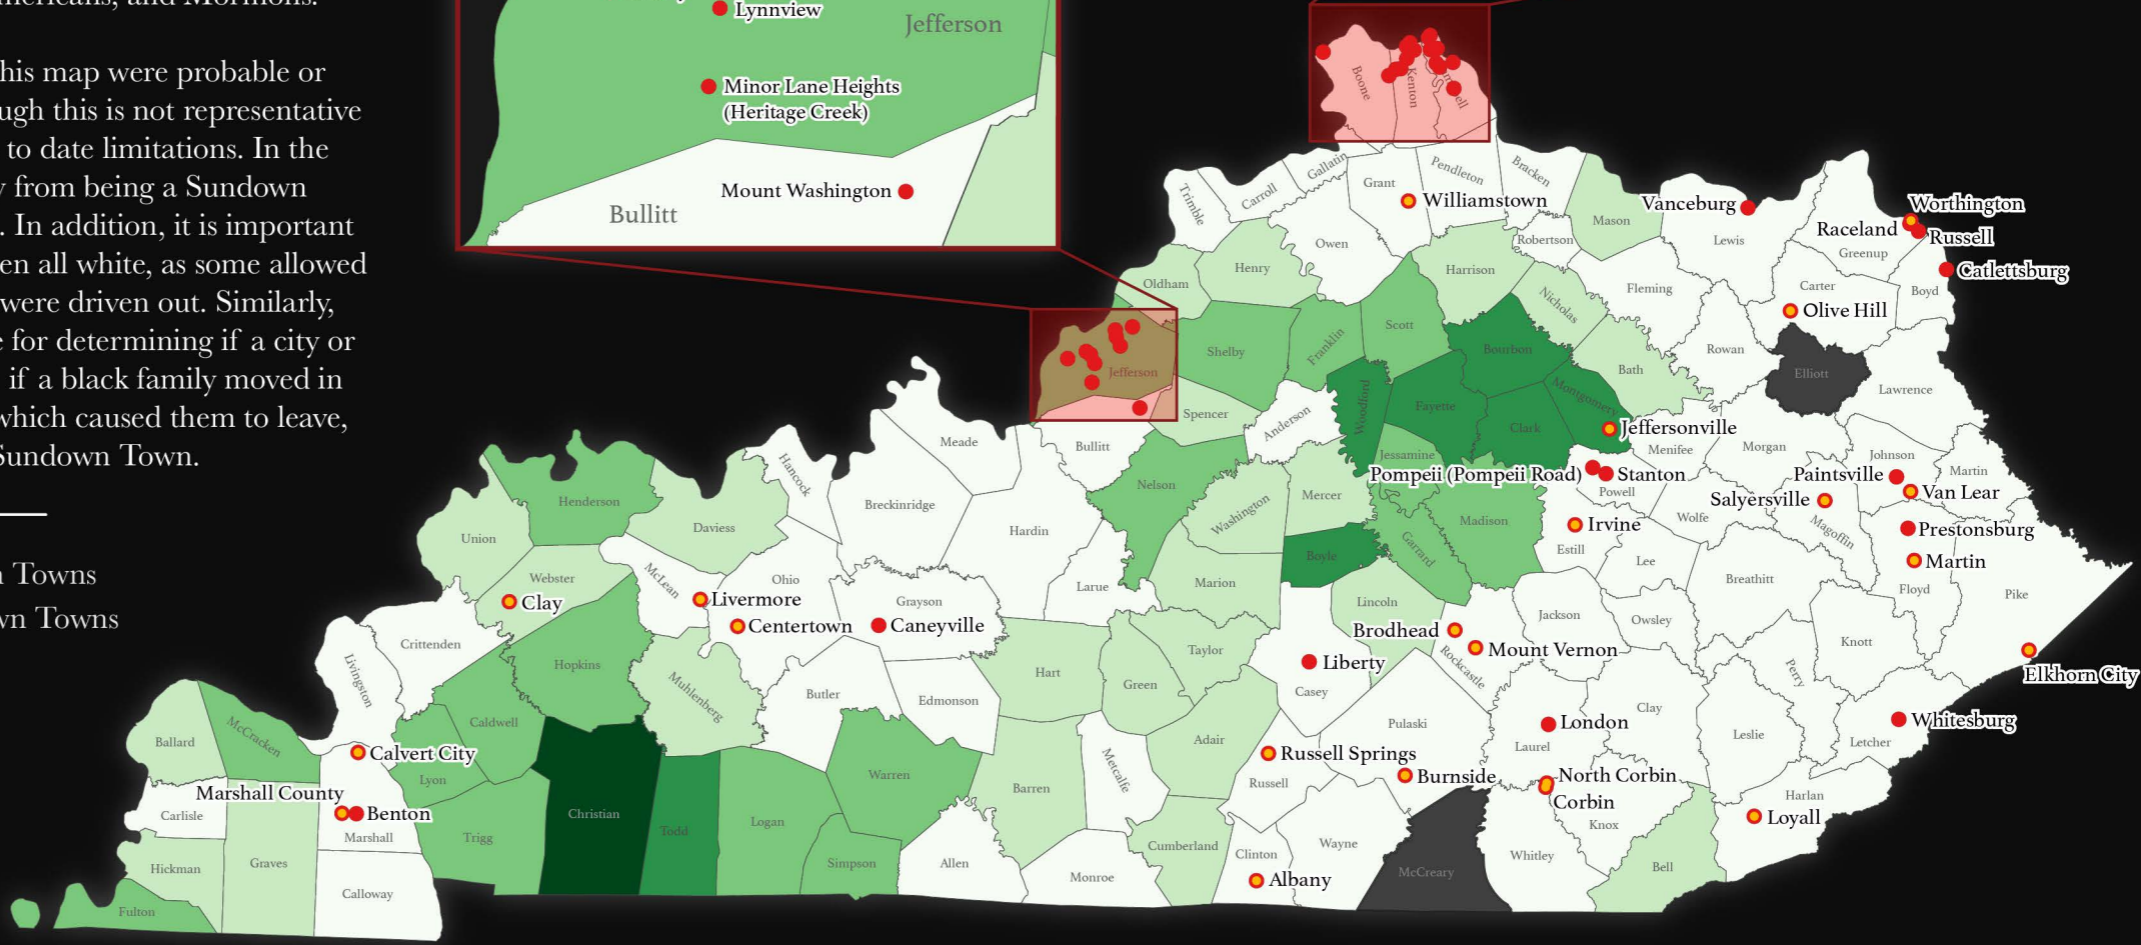 mericans, and Mormons.
his map were probable or
ugh this is not representative
to date limitations. In the
from being a Sundown
. In addition, it is important
en all white, as some allowed
were driven out. Similarly,
for determining if a city or
if a black family moved in
which caused them to leave,
Sundown Town.
Towns
wn Towns
Lynnview
Jefferson
Minor Lane Heights
(Heritage Creek)
Mount Washington
Bullitt
Boone
Kenton
ell
Trimble
Carroll
Gallatin
Grant
Pendleton
Bracken
Williamstown
Mason
Vanceburg
Lewis
Worthington
Raceland
Russell
Greenup
Catlettsburg
Boyd
Carter
Olive Hill
Owen
Robertson
Oldham
Henry
Harrison
Nicholas
Fleming
Rowan
Elliott
Lawrence
Jefferson
Shelby
Franklin
Scott
Bourbon
Bath
Spencer
Anderson
Woodford
Fayette
Montgomery
Clark
Jeffersonville
Menifee
Morgan
Johnson
Martin
Paintsville
Van Lear
Salyersville
Magoffin
Jessamine
Pompeii (Pompeii Road)
Stanton
Powell
Wolfe
Prestonsburg
Martin
Floyd
Pike
Meade
Bullitt
Hancock
Breckinridge
Hardin
Nelson
Washington
Mercer
Madison
Garrard
Irvine
Estill
Lee
Breathitt
Henderson
Union
Daviess
Webster
Clay
McLean
Livermore
Ohio
Centertown
Grayson
Caneyville
Larue
Marion
Boyle
Lincoln
Brodhead
Mount Vernon
Rockcastle
Jackson
Owsley
Knott
Perry
Elkhorn City
Crittenden
Livingston
Hopkins
Muhlenberg
Butler
Edmonson
Hart
Green
Taylor
Liberty
Casey
Pulaski
London
Laurel
Clay
Leslie
Letcher
Whitesburg
Ballard
McCracken
Calvert City
Caldwell
Lyon
Warren
Metcalfe
Adair
Russell Springs
Russell
Burnside
North Corbin
Corbin
Knox
Harlan
Loyall
Carlisle
Marshall County
Benton
Marshall
Trigg
Christian
Todd
Logan
Simpson
Barren
Allen
Monroe
Cumberland
Clinton
Albany
Wayne
McCreary
Whitley
Bell
Hickman
Graves
Calloway
Fulton